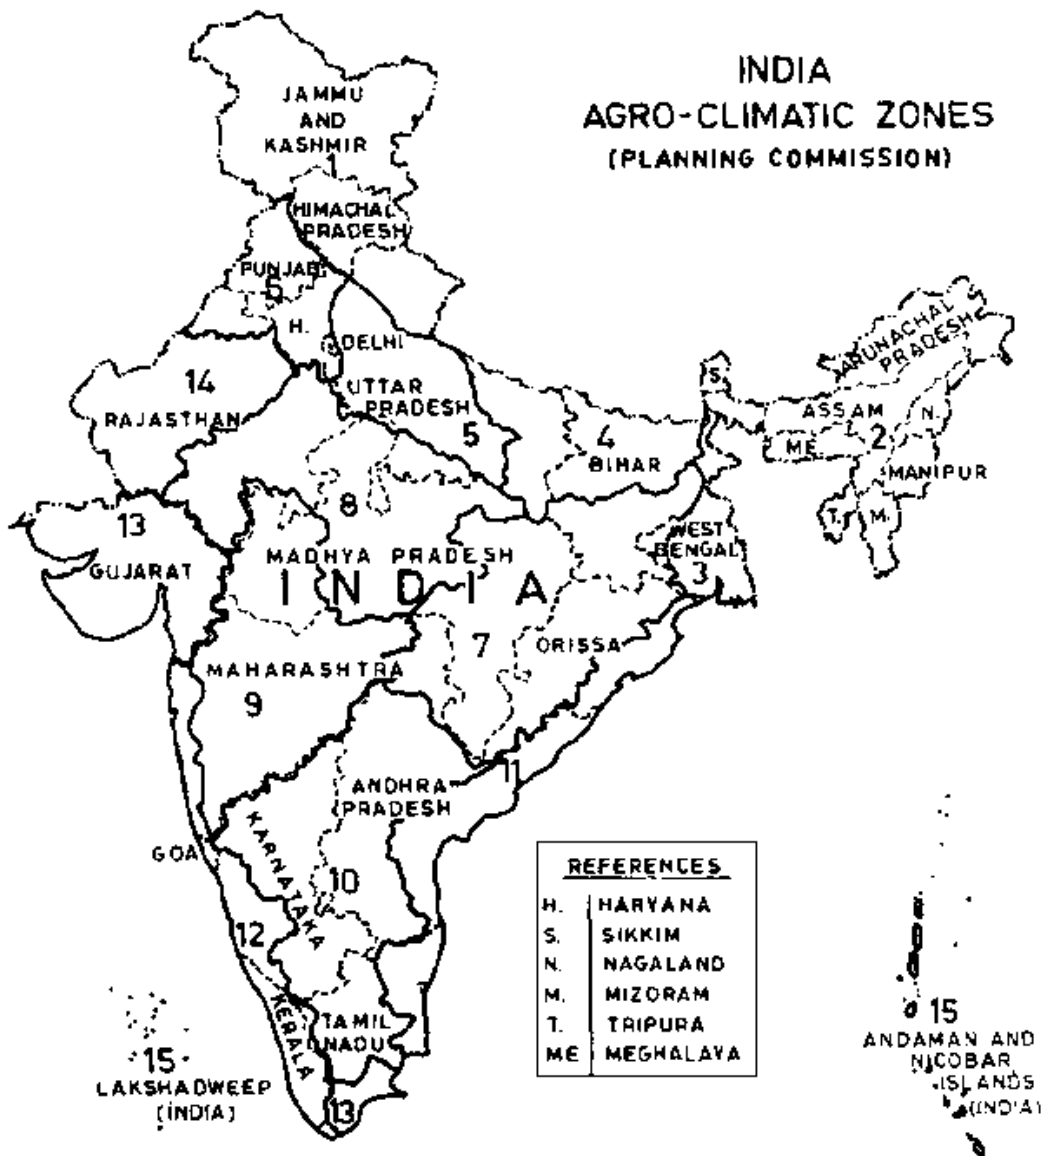 INDIA
AGRO-CLIMATIC ZONES
(PLANNING COMMISSION)
JAMMU
AND
KASHMIR
1
HIMACHAL
PRADESH
PUNJAB
6
H.
DELHI
14
RAJASTHAN
UTTAR
PRADESH
5
4
BIHAR
S.
ARUNACHAL
PRADESH
ASSAM
N.
2
ME
MANIPUR
T.
M.
8
13
GUJARAT
MADHYA PRADESH
INDIA
WEST
BENGAL
3
7
ORISSA
MAHARASHTRA
9
11
ANDHRA
PRADESH
GOA
KARNATAKA
10
12
KERALA
TAMIL
NADU
13
15
LAKSHADWEEP
(INDIA)
REFERENCES
H. HARYANA
S. SIKKIM
N. NAGALAND
M. MIZORAM
T. TRIPURA
ME MEGHALAYA
15
ANDAMAN AND
NICOBAR
ISLANDS
(INDIA)